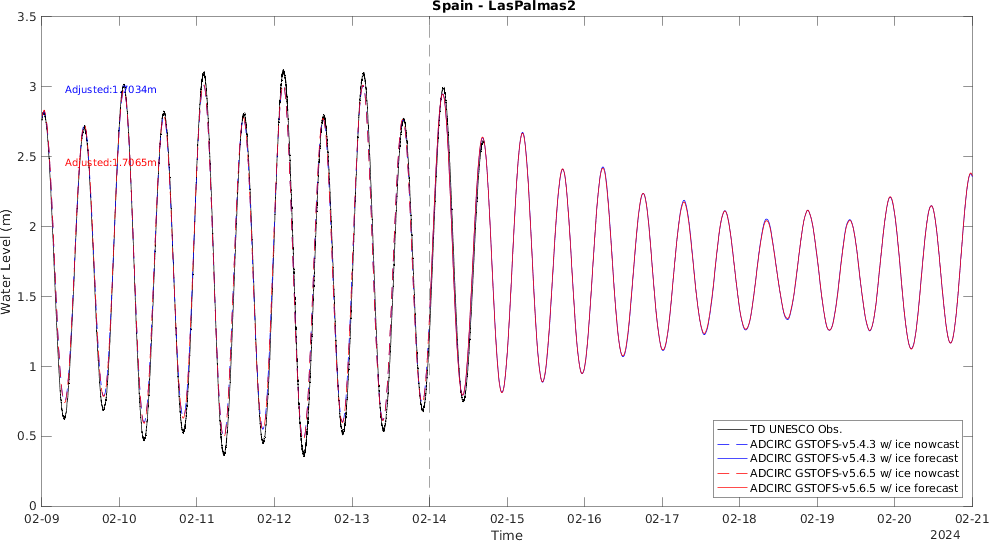 Spain - LasPalmas2
3.5
3
2.5
2
1.5
1
0.5
0
Water Level (m)
Adjusted:1.7034m
Adjusted:1.7065m
TD UNESCO Obs.
ADCIRC GSTOFS-v5.4.3 w/ ice nowcast
ADCIRC GSTOFS-v5.4.3 w/ ice forecast
ADCIRC GSTOFS-v5.6.5 w/ ice nowcast
ADCIRC GSTOFS-v5.6.5 w/ ice forecast
02-09 02-10 02-11 02-12 02-13 02-14 02-15 02-16 02-17 02-18 02-19 02-20 02-21
Time
2024